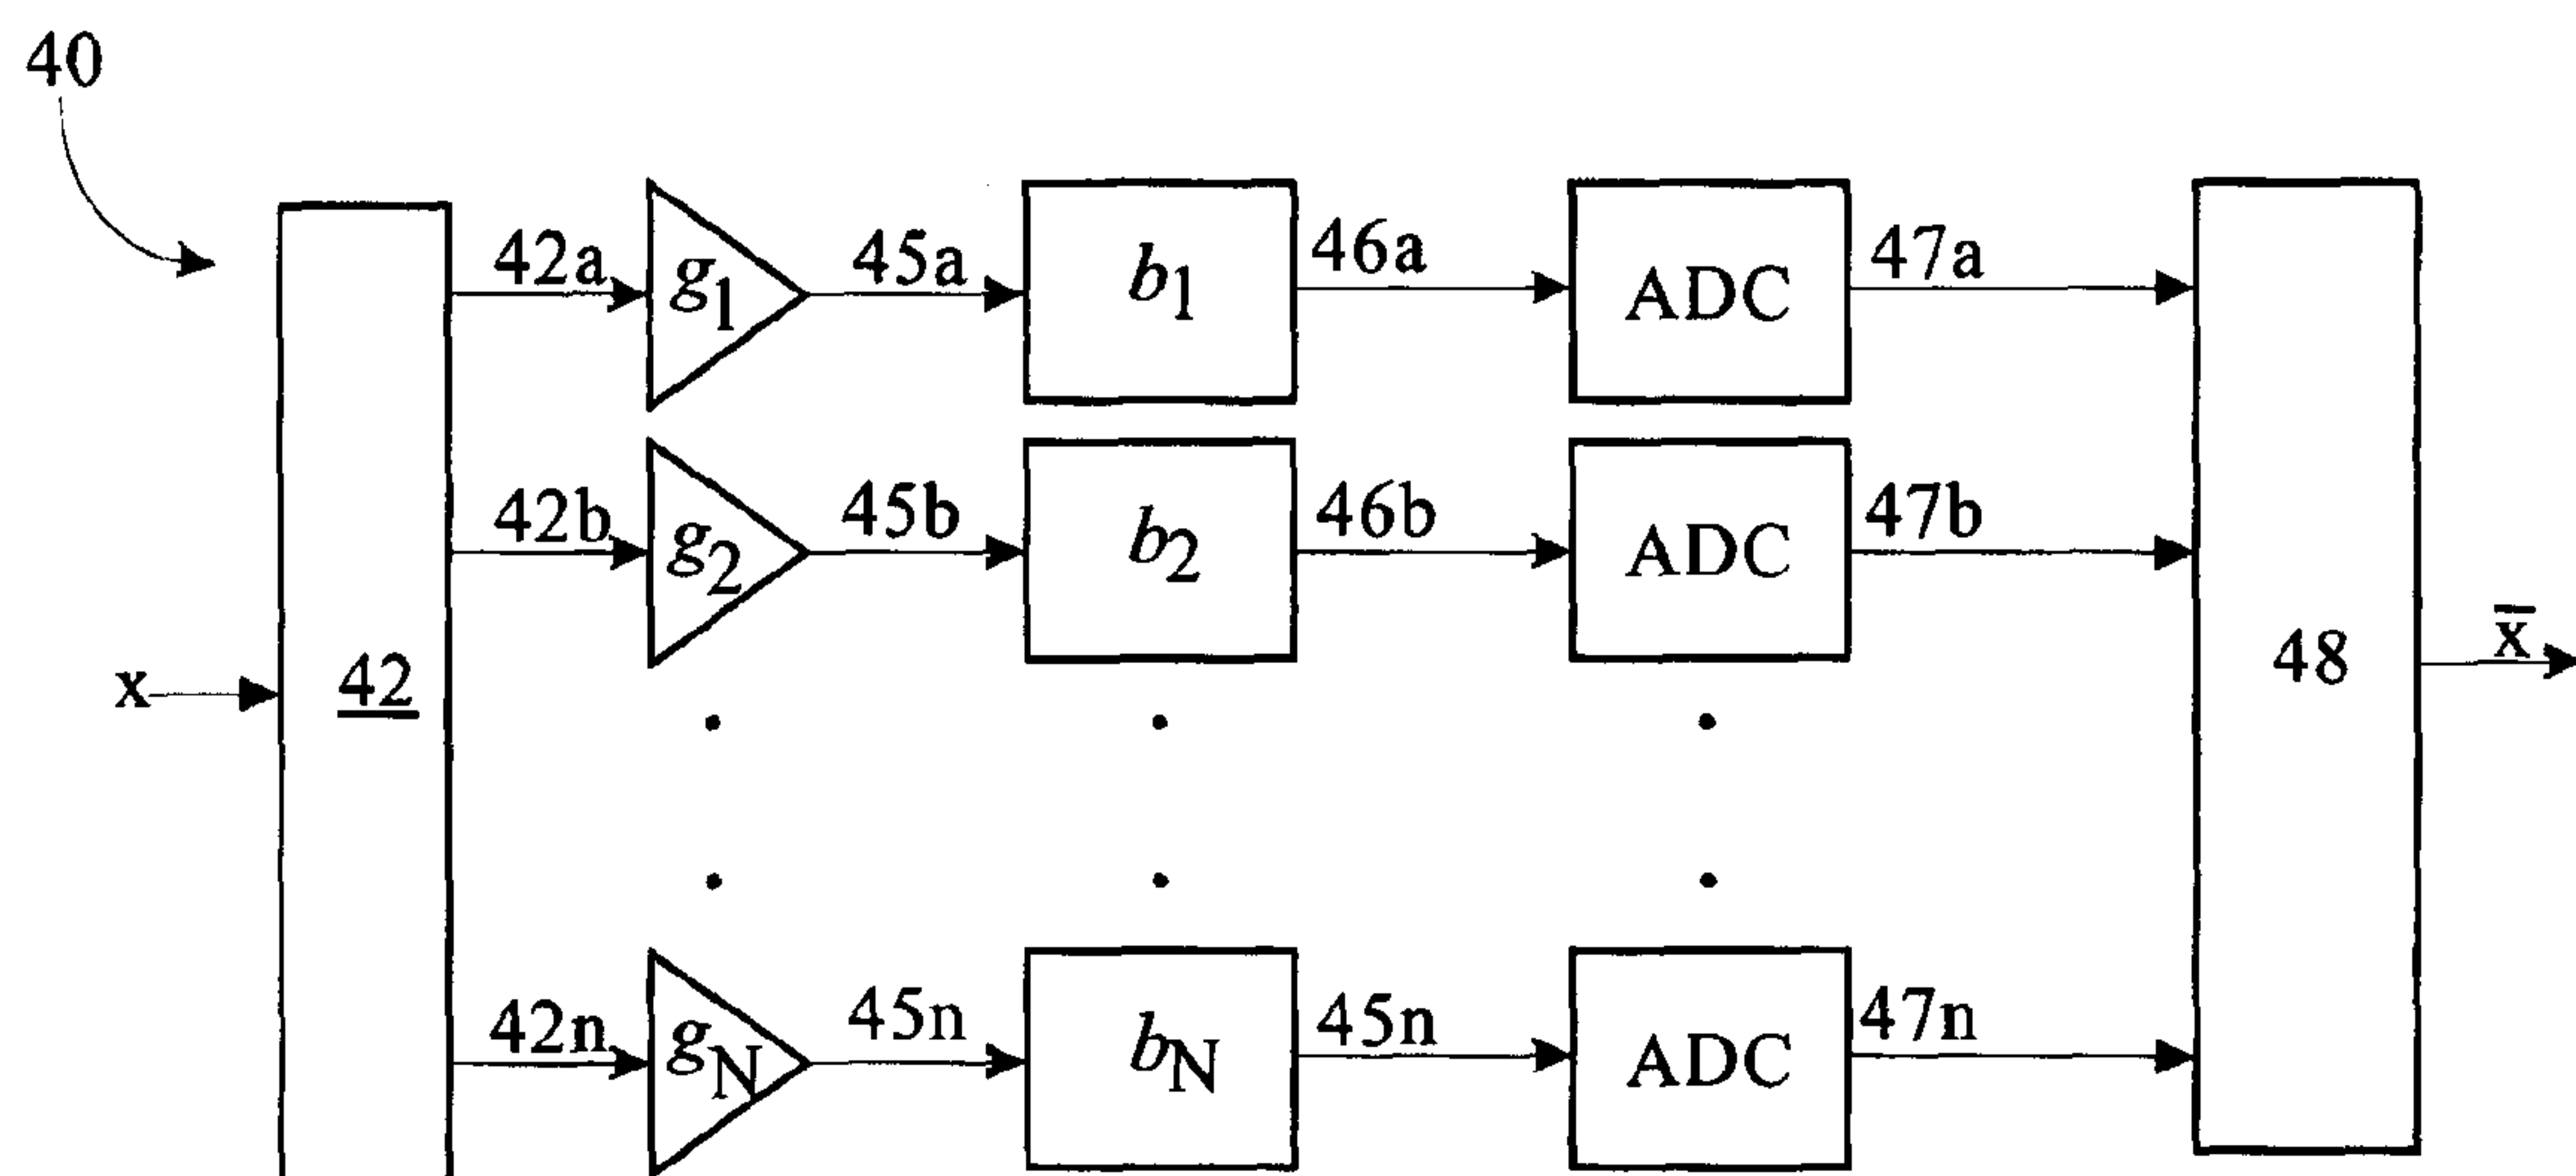 40
42a g1 45a b1 46a ADC 47a
42b g2 45b b2 46b ADC 47b
x 42 48 x̄
42n gN 45n bN 45n ADC 47n